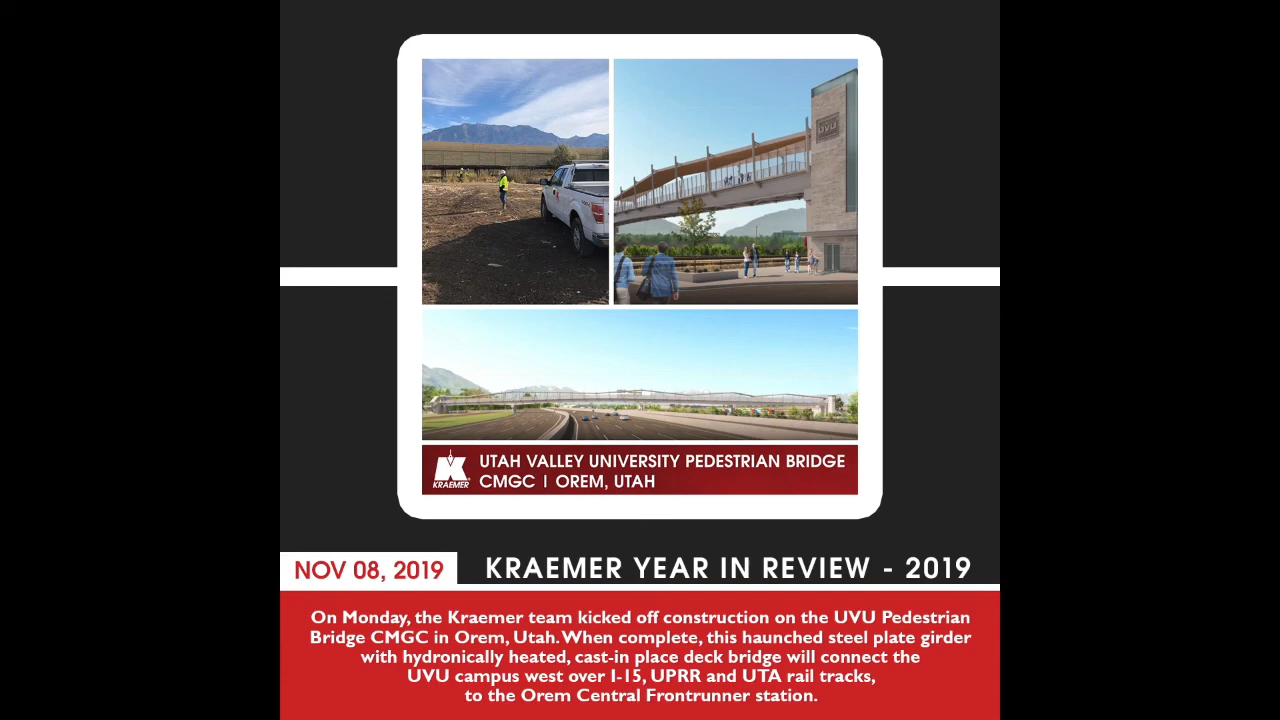 UVU
KRAEMER
UTAH VALLEY UNIVERSITY PEDESTRIAN BRIDGE
CMGC | OREM, UTAH
NOV 08, 2019
KRAEMER YEAR IN REVIEW - 2019
On Monday, the Kraemer team kicked off construction on the UVU Pedestrian
Bridge CMGC in Orem, Utah. When complete, this haunched steel plate girder
with hydronically heated, cast-in place deck bridge will connect the
UVU campus west over I-15, UPRR and UTA rail tracks,
to the Orem Central Frontrunner station.